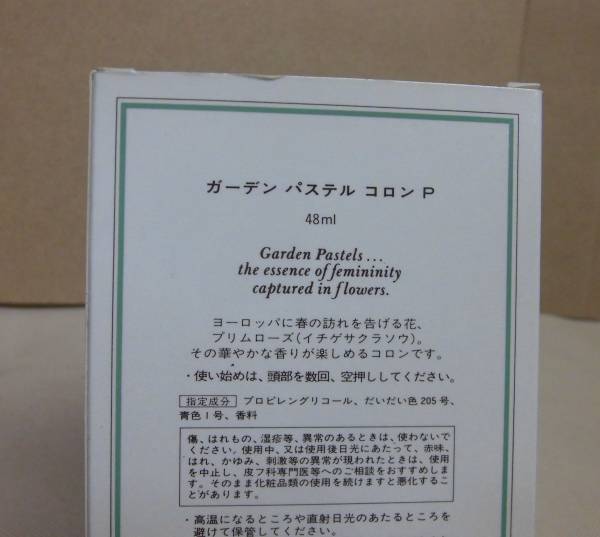 ガーデン パステル コロン P
48ml
Garden Pastels...
the essence of femininity
captured in flowers.
ヨーロッパに春の訪れを告げる花、
プリムローズ(イチゲサクラソウ)。
その華やかな香りが楽しめるコロンです。
・使い始めは、頭部を数回、空押ししてください。
指定成分 プロピレングリコール、だいだい色205号、
青色1号、香料
傷、はれもの、湿疹等、異常のあるときは、使わないで
ください。使用中、又は使用後日光にあたって、赤味、
はれ、かゆみ、刺激等の異常が現われたときは、使用
を中止し、皮フ科専門医等へのご相談をおすすめしま
す。そのまま化粧品類の使用を続けますと悪化するこ
とがあります。
・高温になるところや直射日光のあたるところを
避けて保管してください。